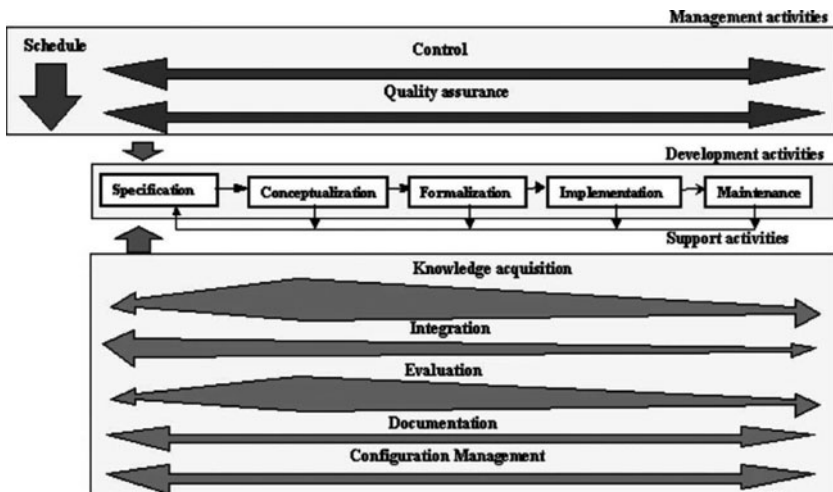 Management activities
Schedule
Control
Quality assurance
Development activities
Specification
Conceptualization
Formalization
Implementation
Maintenance
Support activities
Knowledge acquisition
Integration
Evaluation
Documentation
Configuration Management